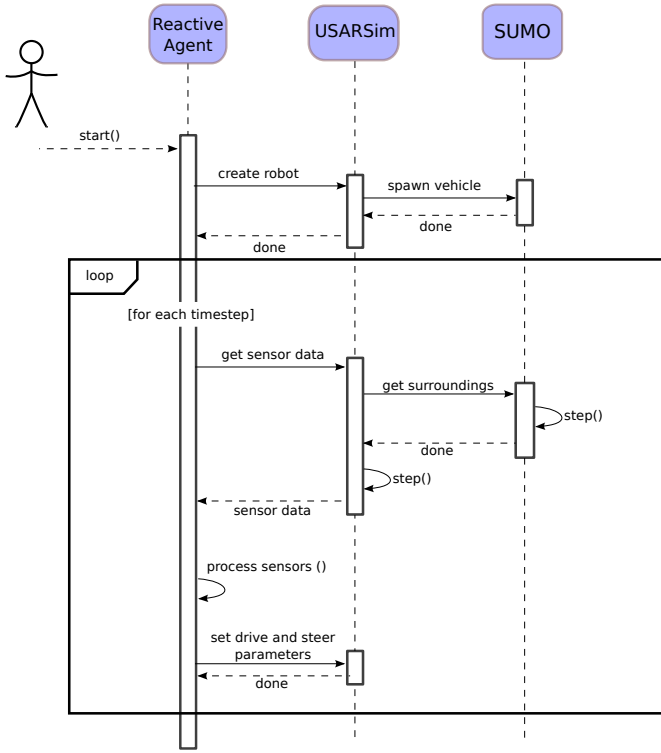 Reactive
Agent
USARSim
SUMO
start()
create robot
spawn vehicle
done
done
loop
[for each timestep]
get sensor data
get surroundings
step()
done
step()
sensor data
process sensors ()
set drive and steer
parameters
done